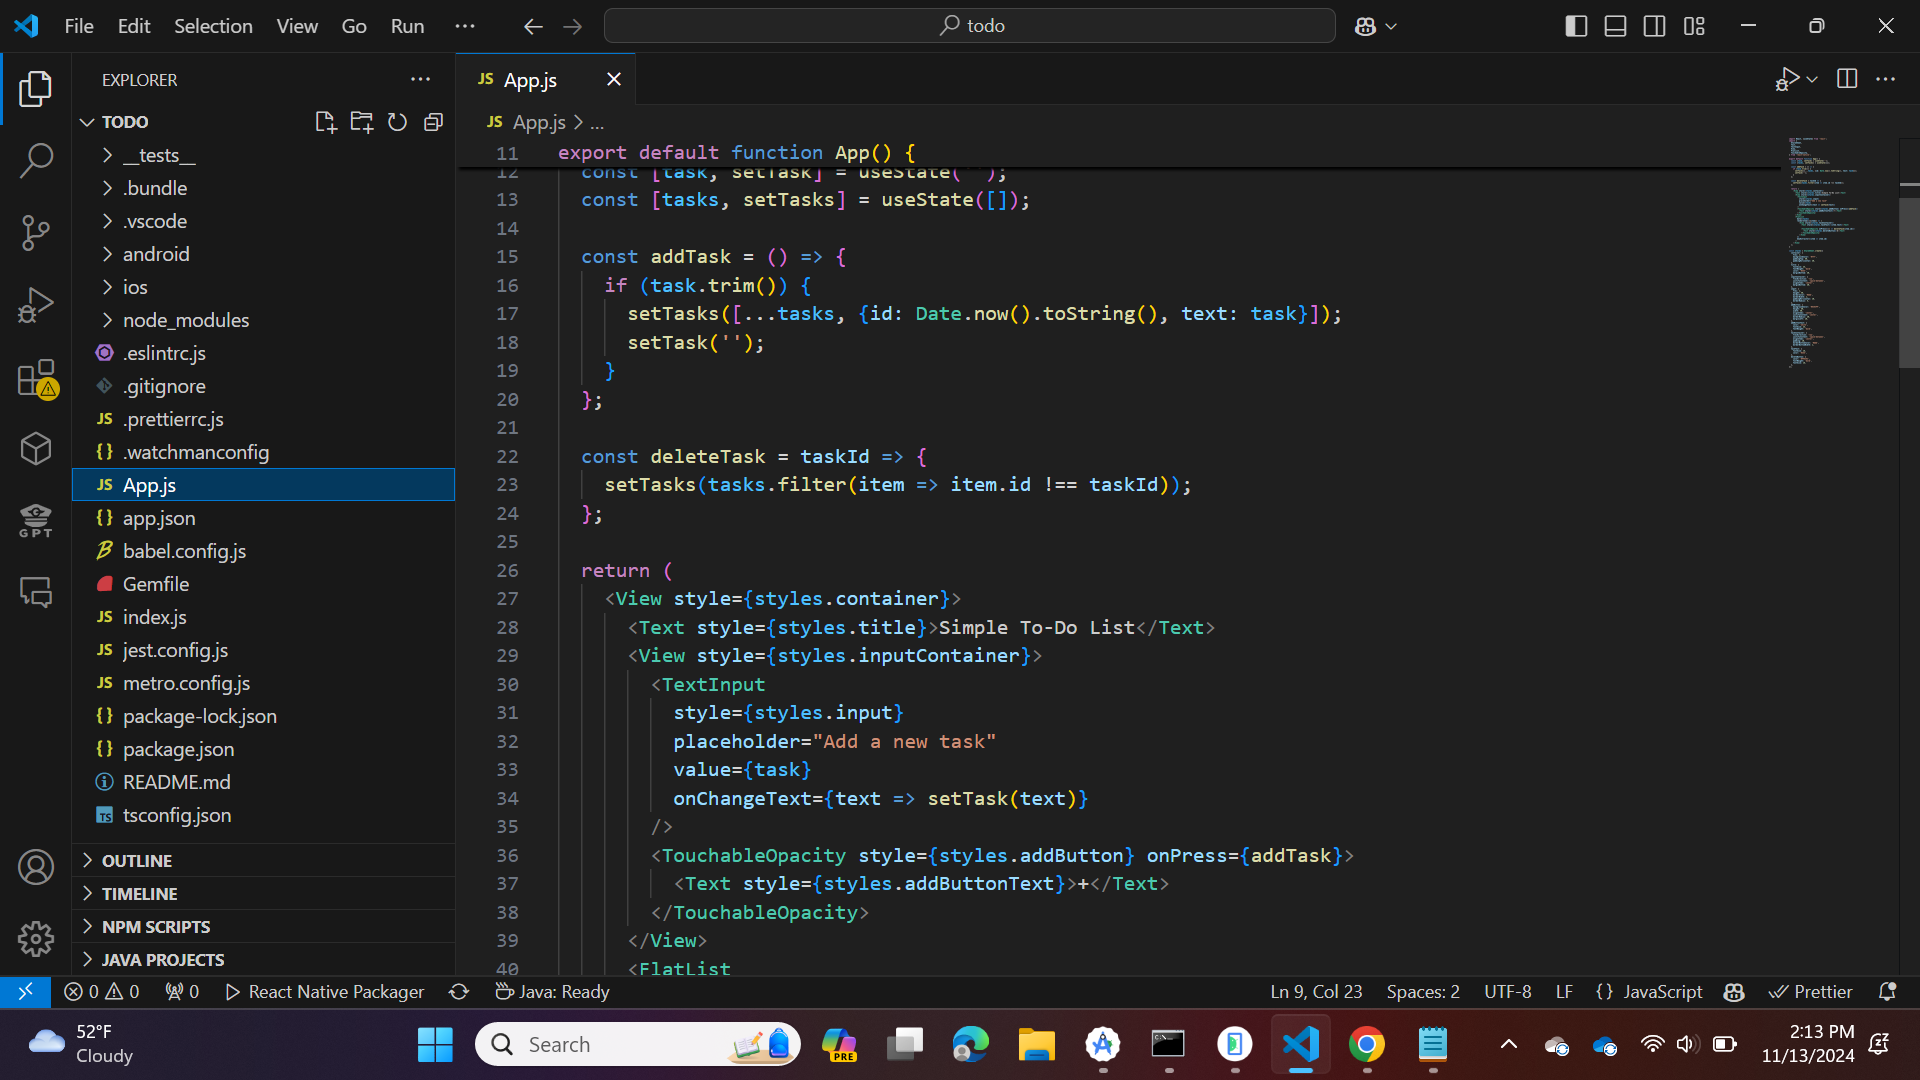 File Edit Selection View Go Run ···
todo
EXPLORER ···
TODO
__tests__
.bundle
.vscode
android
ios
node_modules
.eslintrc.js
.gitignore
JS .prettierrc.js
{} .watchmanconfig
JS App.js
{} app.json
babel.config.js
Gemfile
JS index.js
JS jest.config.js
JS metro.config.js
{} package-lock.json
{} package.json
README.md
TS tsconfig.json
OUTLINE
TIMELINE
NPM SCRIPTS
JAVA PROJECTS
GPT
JS App.js
JS App.js > ...
11 export default function App() {
12 const [task, setTask] = useState('');
13 const [tasks, setTasks] = useState([]);
14
15 const addTask = () => {
16 if (task.trim()) {
17 setTasks([...tasks, {id: Date.now().toString(), text: task}]);
18 setTask('');
19 }
20 };
21
22 const deleteTask = taskId => {
23 setTasks(tasks.filter(item => item.id !== taskId));
24 };
25
26 return (
27 <View style={styles.container}>
28 <Text style={styles.title}>Simple To-Do List</Text>
29 <View style={styles.inputContainer}>
30 <TextInput
31 style={styles.input}
32 placeholder="Add a new task"
33 value={task}
34 onChangeText={text => setTask(text)}
35 />
36 <TouchableOpacity style={styles.addButton} onPress={addTask}>
37 <Text style={styles.addButtonText}>+</Text>
38 </TouchableOpacity>
39 </View>
40 <FlatList
0 0 0 React Native Packager Java: Ready Ln 9, Col 23 Spaces: 2 UTF-8 LF {} JavaScript Prettier
52°F
Cloudy
Search
PRE
2:13 PM
11/13/2024